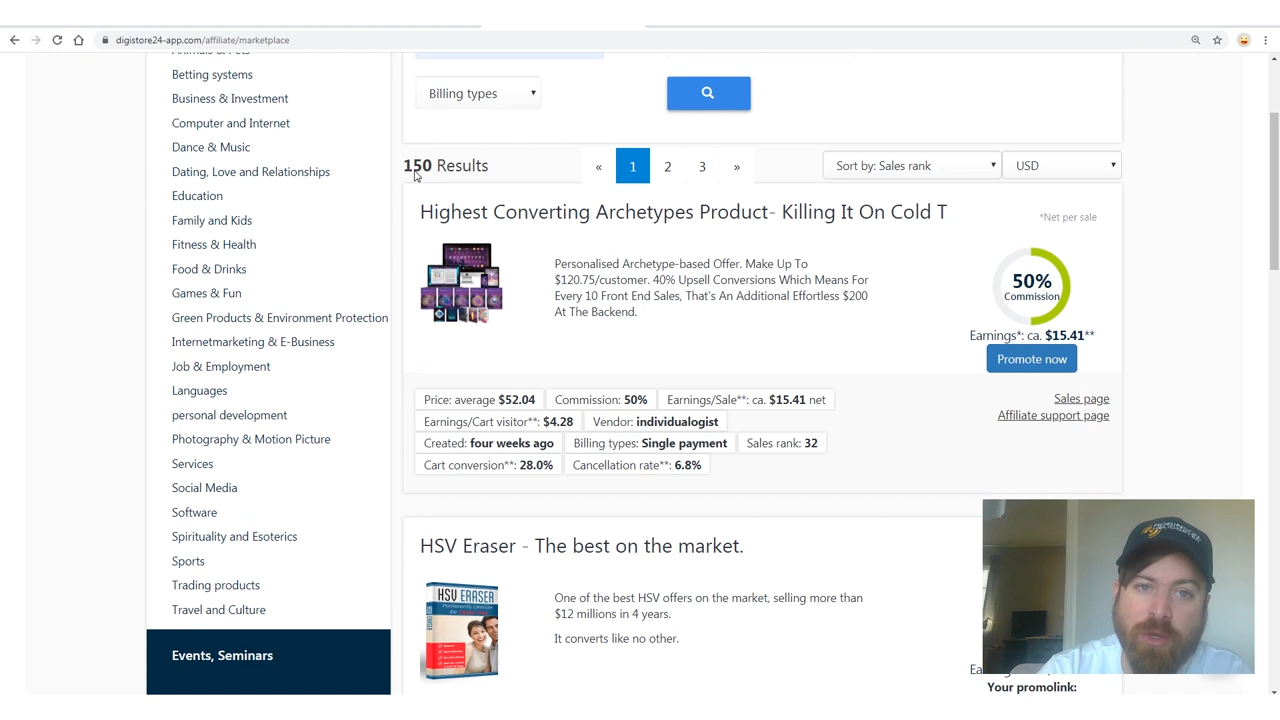 digistore24-app.com/affiliate/marketplace
Animals & Pets
Betting systems
Business & Investment
Computer and Internet
Dance & Music
Dating, Love and Relationships
Education
Family and Kids
Fitness & Health
Food & Drinks
Games & Fun
Green Products & Environment Protection
Internetmarketing & E-Business
Job & Employment
Languages
personal development
Photography & Motion Picture
Services
Social Media
Software
Spirituality and Esoterics
Sports
Trading products
Travel and Culture
Events, Seminars
Billing types
150 Results
« 1 2 3 »
Sort by: Sales rank
USD
Highest Converting Archetypes Product- Killing It On Cold T
*Net per sale
Personalised Archetype-based Offer. Make Up To
$120.75/customer. 40% Upsell Conversions Which Means For
Every 10 Front End Sales, That's An Additional Effortless $200
At The Backend.
50%
Commission
Earnings*: ca. $15.41**
Promote now
Price: average $52.04 Commission: 50% Earnings/Sale**: ca. $15.41 net
Earnings/Cart visitor**: $4.28 Vendor: individualogist
Created: four weeks ago Billing types: Single payment Sales rank: 32
Cart conversion**: 28.0% Cancellation rate**: 6.8%
Sales page
Affiliate support page
HSV Eraser - The best on the market.
HSV ERASER
One of the best HSV offers on the market, selling more than
$12 millions in 4 years.
It converts like no other.
Your promolink: